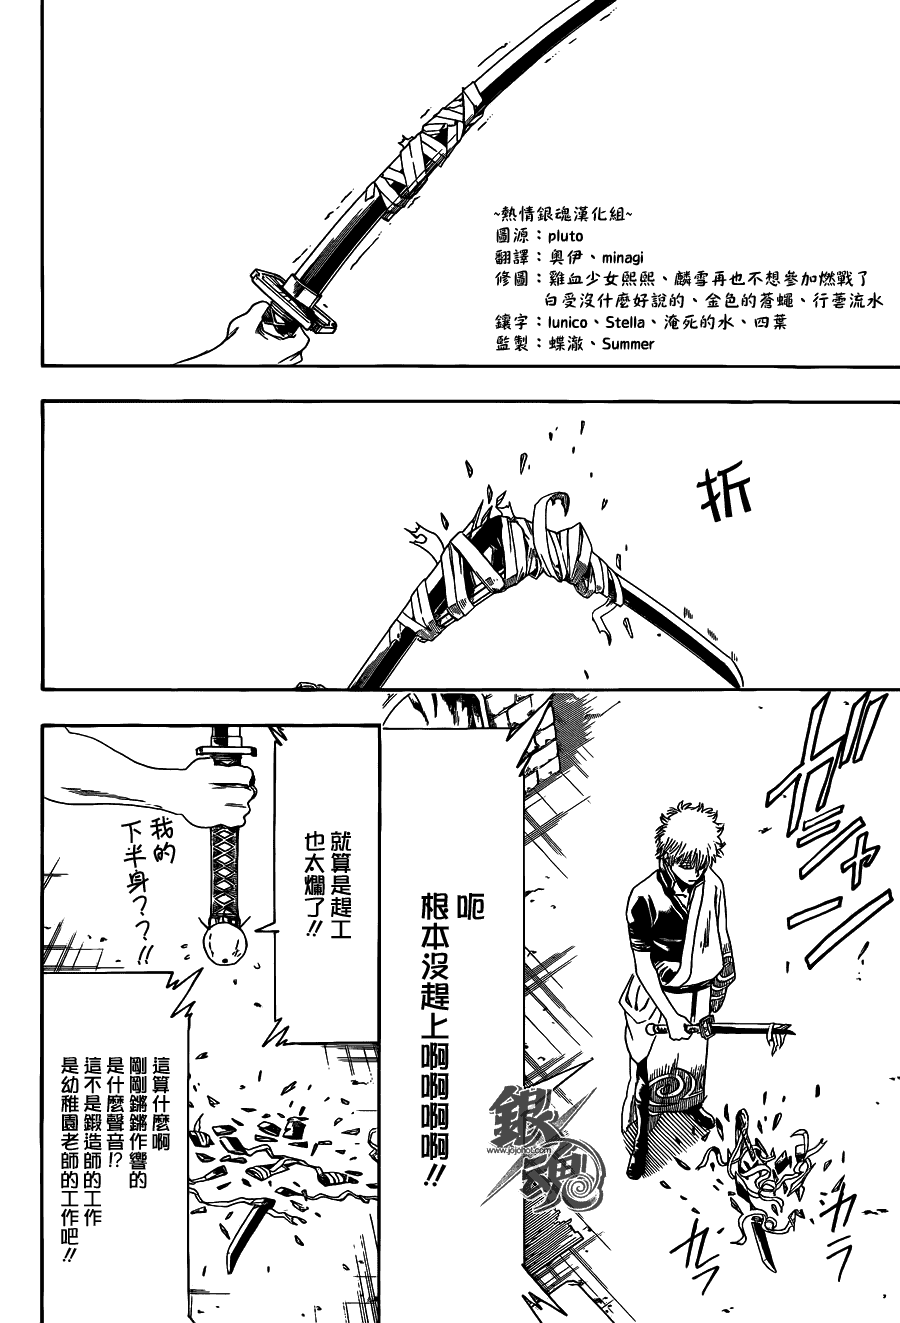 ~熱情銀魂漢化組~
圖源：pluto
翻譯：奧伊、minagi
修圖：雞血少女熙熙、麟雪再也不想參加燃戰了
白受沒什麼好說的、金色的蒼蠅、行雲流水
鑲字：lunico、Stella、淹死的水、四葉
監製：蝶澈、Summer
折
ガシャン
呃
根本沒趕上啊啊啊啊!!
パラ
パラ
銀魂
www.jojohot.com
就算是趕工
也太爛了!!
我的
下半身??!!
這算什麼啊
剛剛鏘鏘作響的
是什麼聲音!?
這不是鍛造師的工作
是幼稚園老師的工作吧!!